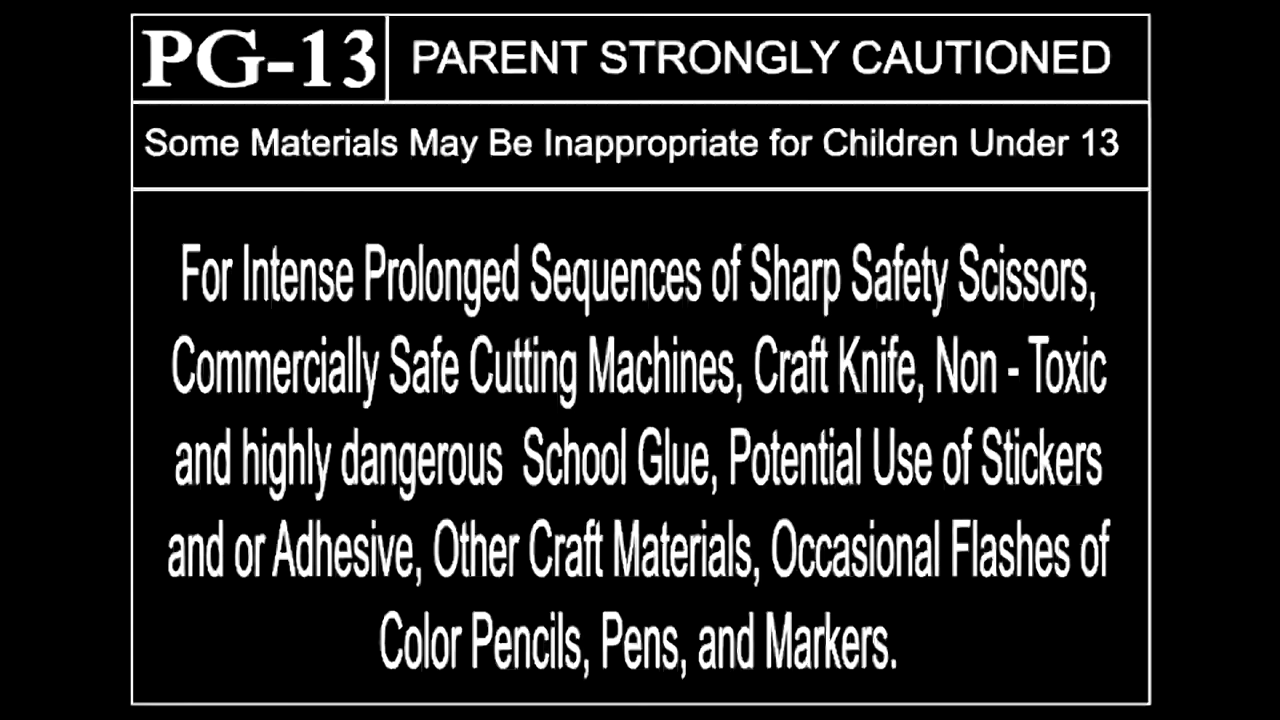 PG-13
PARENT STRONGLY CAUTIONED
Some Materials May Be Inappropriate for Children Under 13
For Intense Prolonged Sequences of Sharp Safety Scissors,
Commercially Safe Cutting Machines, Craft Knife, Non - Toxic
and highly dangerous School Glue, Potential Use of Stickers
and or Adhesive, Other Craft Materials, Occasional Flashes of
Color Pencils, Pens, and Markers.